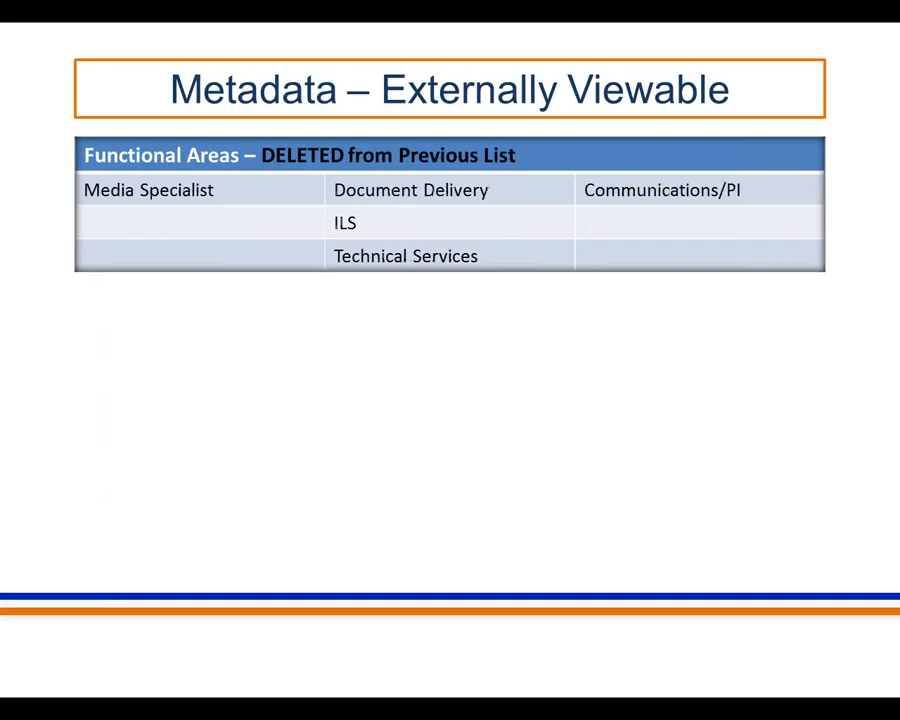 Metadata – Externally Viewable
Functional Areas – DELETED from Previous List
Media Specialist Document Delivery Communications/PI
ILS
Technical Services